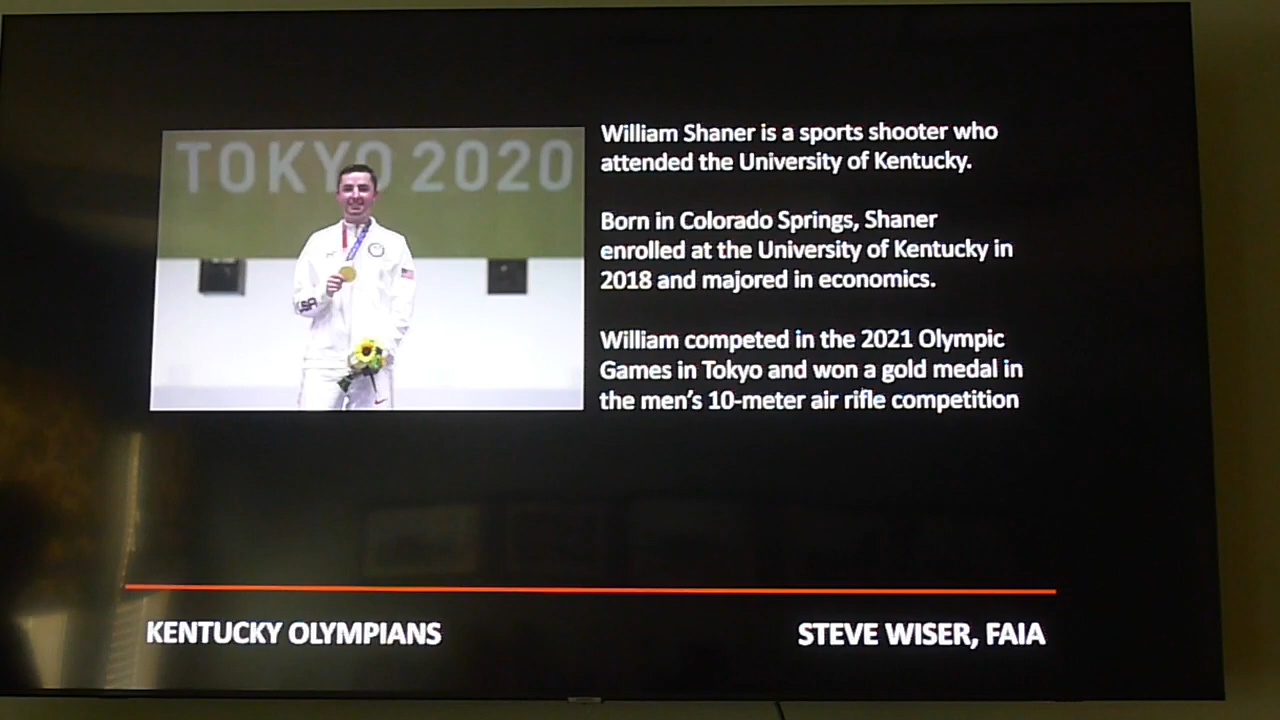 TOKYO 2020
William Shaner is a sports shooter who
attended the University of Kentucky.
Born in Colorado Springs, Shaner
enrolled at the University of Kentucky in
2018 and majored in economics.
William competed in the 2021 Olympic
Games in Tokyo and won a gold medal in
the men's 10-meter air rifle competition
USA
KENTUCKY OLYMPIANS
STEVE WISER, FAIA